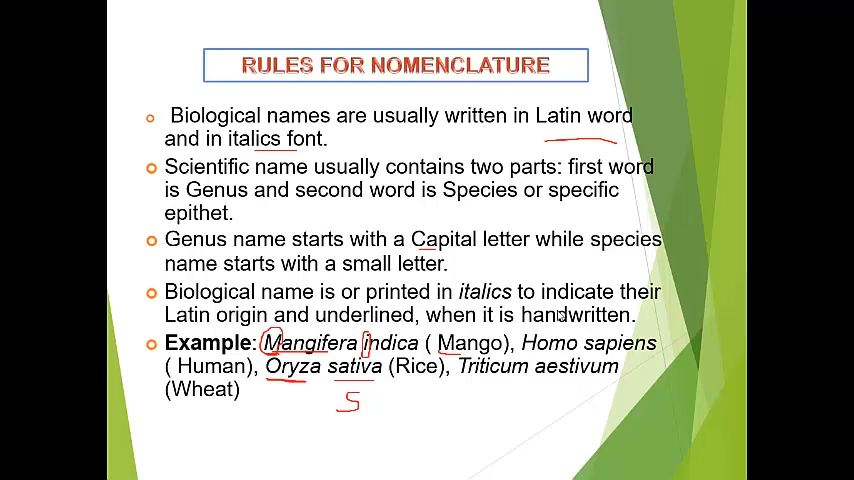 RULES FOR NOMENCLATURE
Biological names are usually written in Latin word
and in italics font.
Scientific name usually contains two parts: first word
is Genus and second word is Species or specific
epithet.
Genus name starts with a Capital letter while species
name starts with a small letter.
Biological name is or printed in italics to indicate their
Latin origin and underlined, when it is handwritten.
Example: Mangifera indica ( Mango), Homo sapiens
( Human), Oryza sativa (Rice), Triticum aestivum
(Wheat)
S